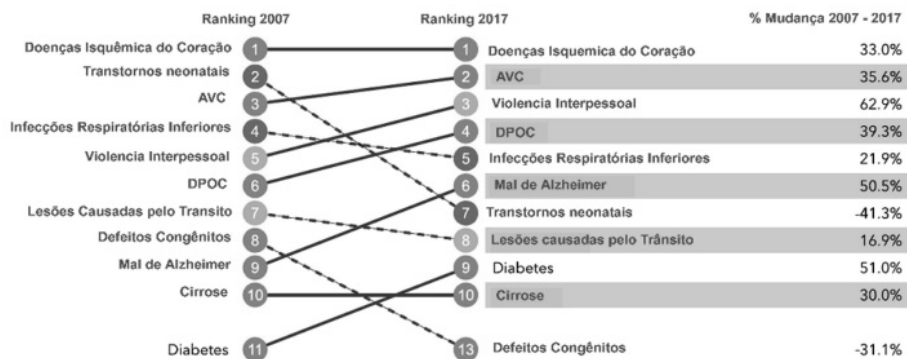 Ranking 2007 Ranking 2017 % Mudança 2007 - 2017
Doenças Isquêmica do Coração 1 1 Doenças Isquemica do Coração 33.0%
Transtornos neonatais 2 2 AVC 35.6%
AVC 3 3 Violencia Interpessoal 62.9%
Infecções Respiratórias Inferiores 4 4 DPOC 39.3%
Violencia Interpessoal 5 5 Infecções Respiratórias Inferiores 21.9%
DPOC 6 6 Mal de Alzheimer 50.5%
Lesões Causadas pelo Transito 7 7 Transtornos neonatais -41.3%
Defeitos Congênitos 8 8 Lesões causadas pelo Trânsito 16.9%
Mal de Alzheimer 9 9 Diabetes 51.0%
Cirrose 10 10 Cirrose 30.0%
Diabetes 11 13 Defeitos Congênitos -31.1%